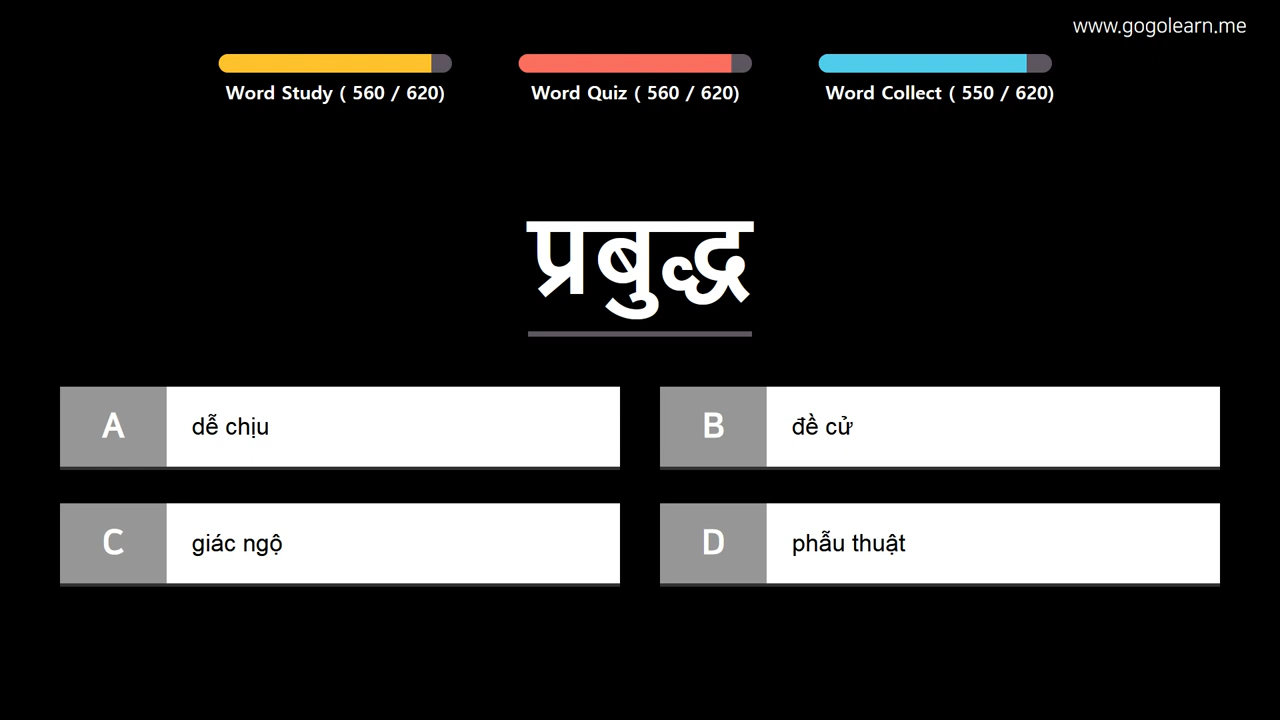 www.gogolearn.me
Word Study ( 560 / 620)
Word Quiz ( 560 / 620)
Word Collect ( 550 / 620)
प्रबुद्ध
A
dễ chịu
B
đề cử
C
giác ngộ
D
phẫu thuật